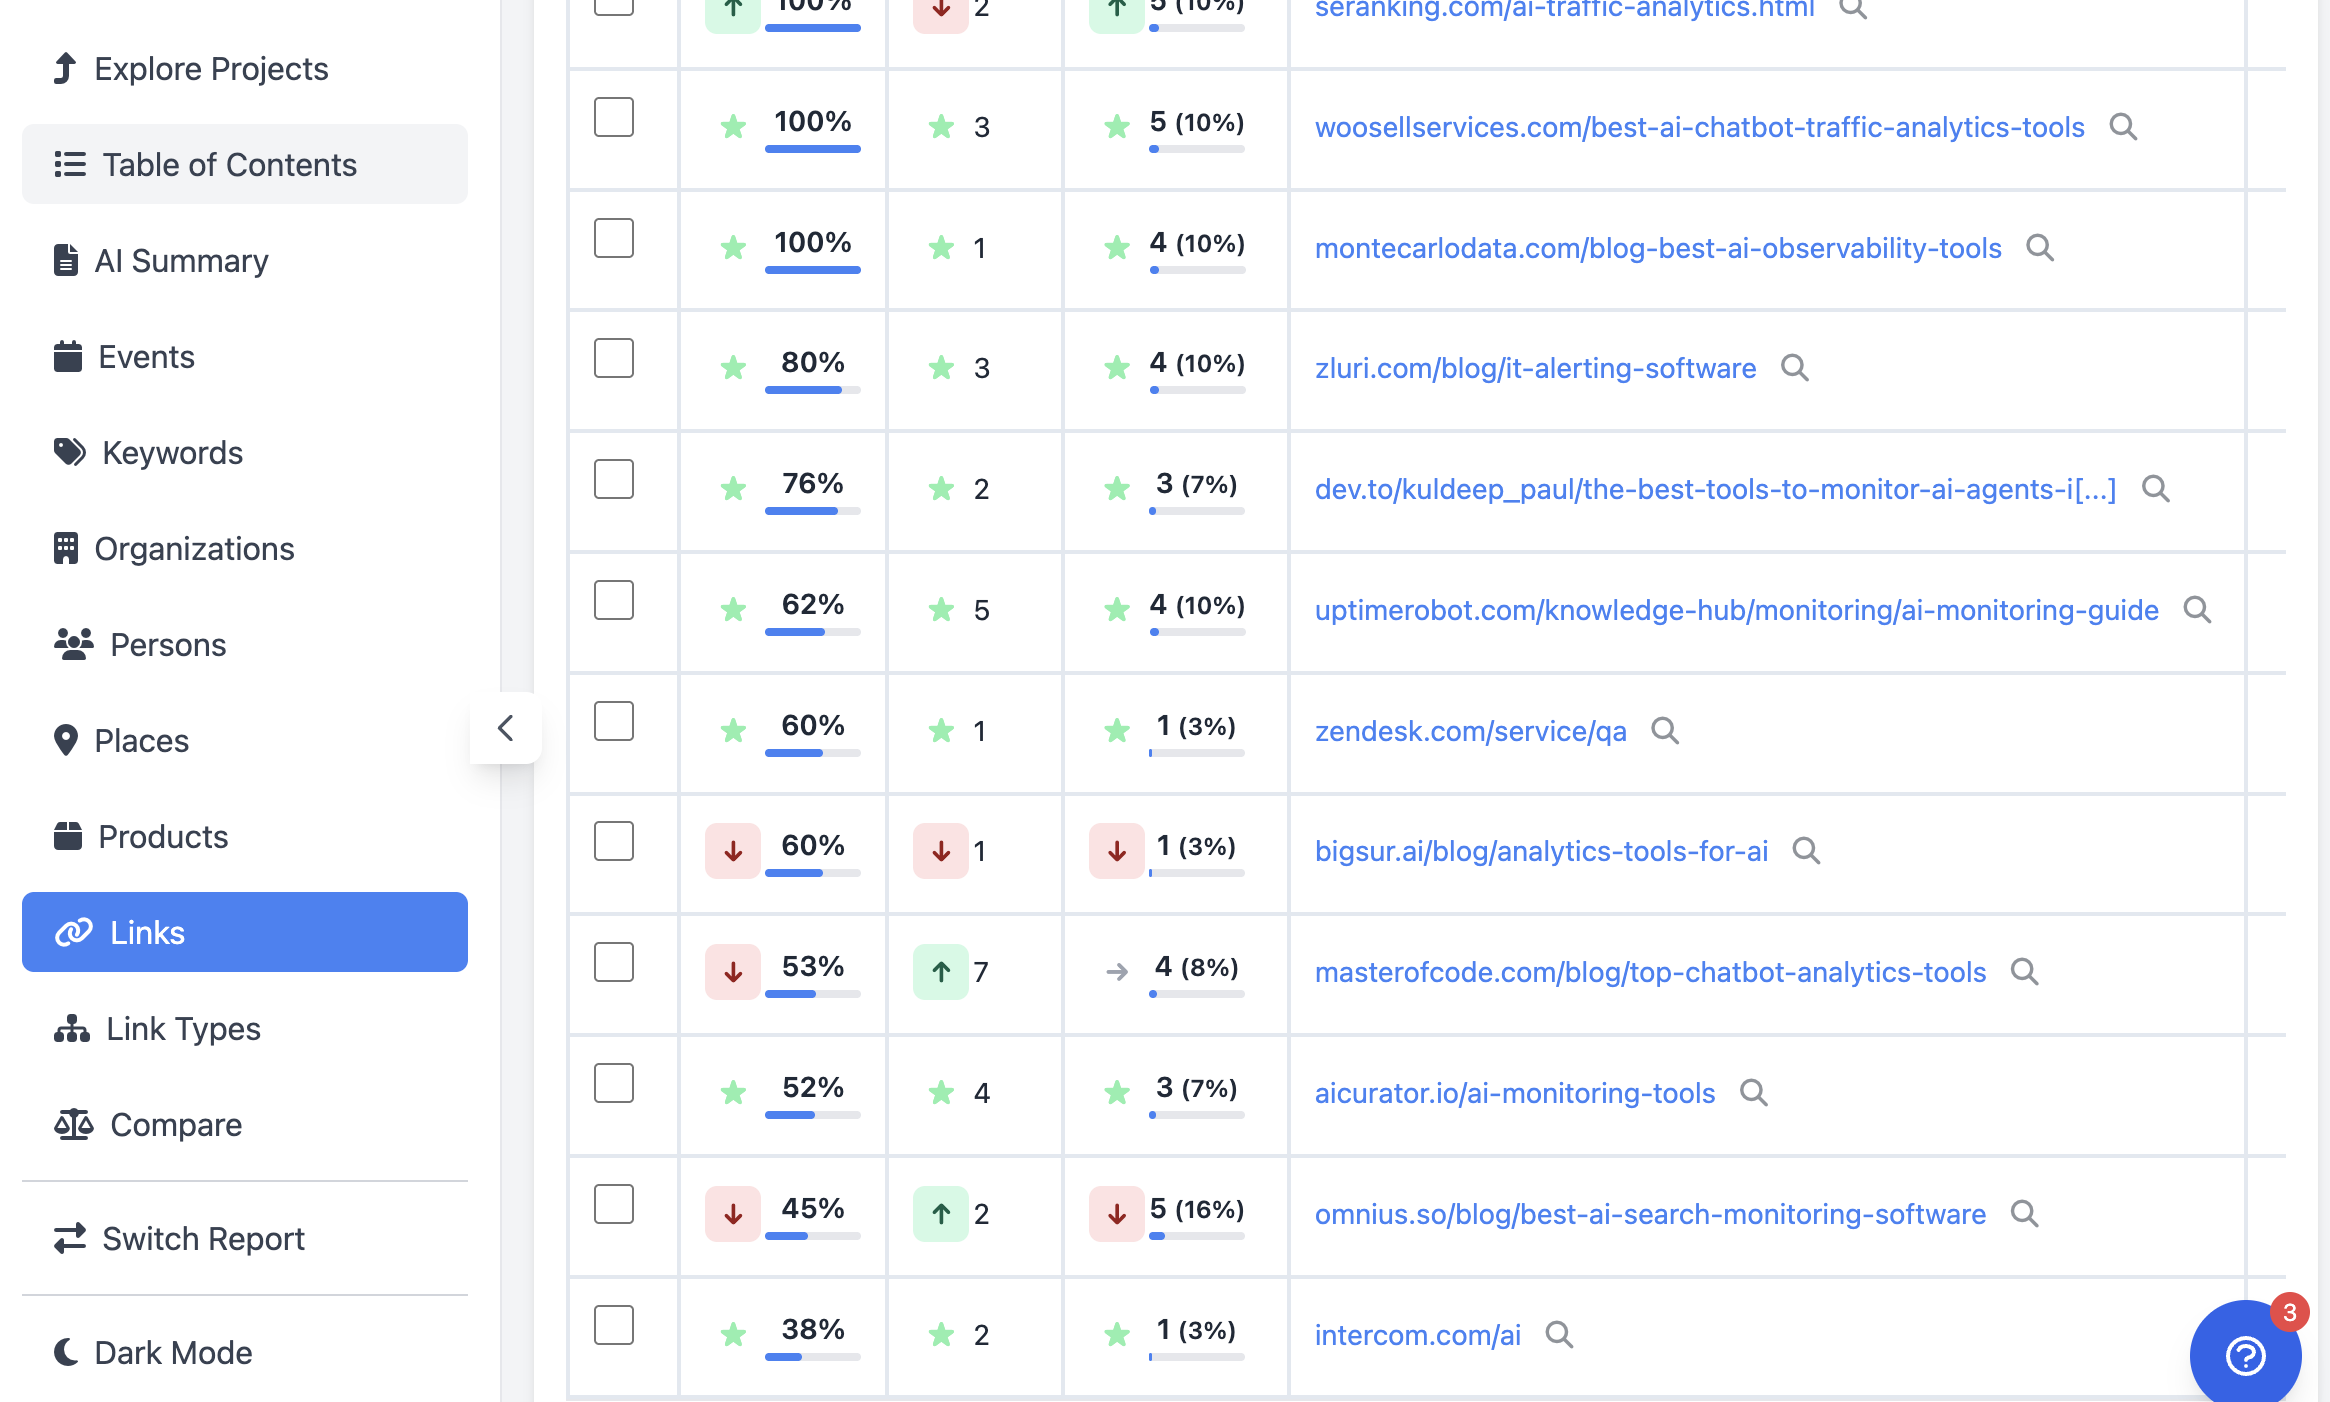 Explore Projects
Table of Contents
AI Summary
Events
Keywords
Organizations
Persons
Places
Products
Links
Link Types
Compare
Switch Report
Dark Mode
100% 2 5 (10%) seranking.com/ai-traffic-analytics.html
100% 3 5 (10%) woosellservices.com/best-ai-chatbot-traffic-analytics-tools
100% 1 4 (10%) montecarlodata.com/blog-best-ai-observability-tools
80% 3 4 (10%) zluri.com/blog/it-alerting-software
76% 2 3 (7%) dev.to/kuldeep_paul/the-best-tools-to-monitor-ai-agents-i[...]
62% 5 4 (10%) uptimerobot.com/knowledge-hub/monitoring/ai-monitoring-guide
60% 1 1 (3%) zendesk.com/service/qa
60% 1 1 (3%) bigsur.ai/blog/analytics-tools-for-ai
53% 7 4 (8%) masterofcode.com/blog/top-chatbot-analytics-tools
52% 4 3 (7%) aicurator.io/ai-monitoring-tools
45% 2 5 (16%) omnius.so/blog/best-ai-search-monitoring-software
38% 2 1 (3%) intercom.com/ai
3